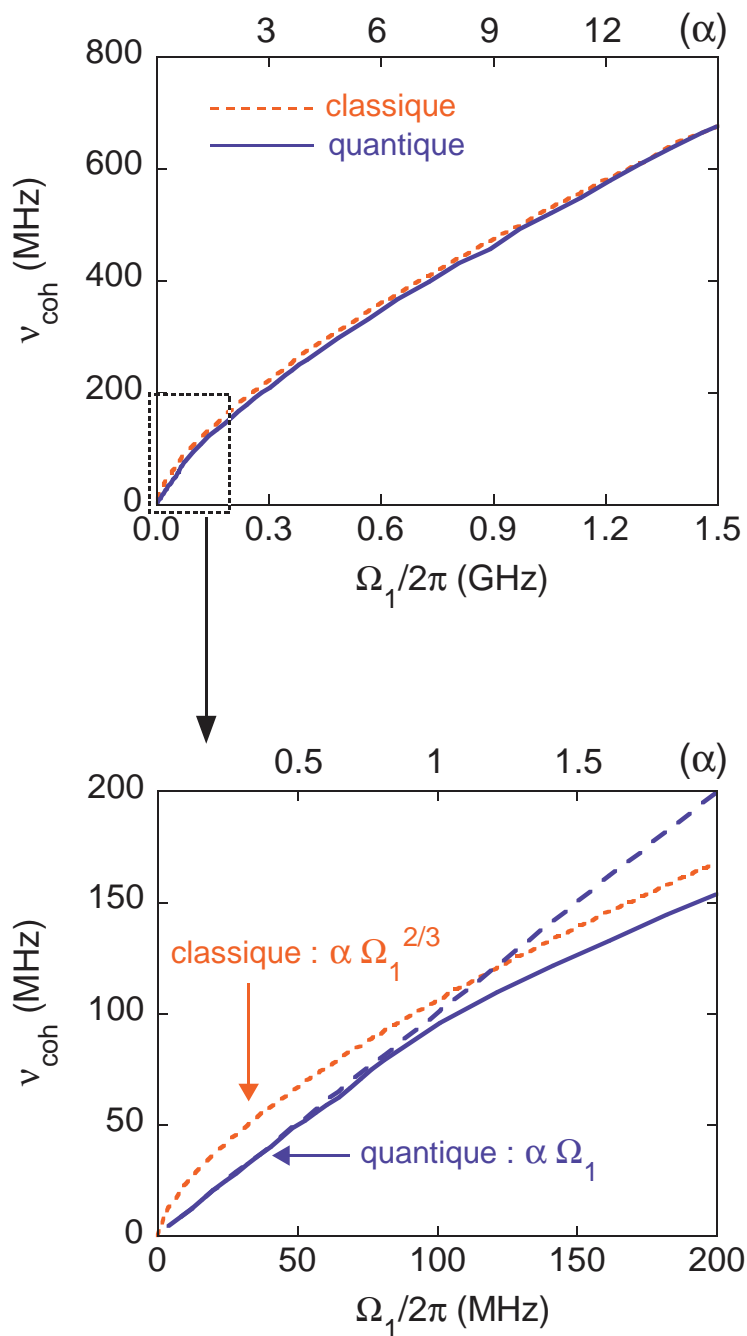 3 6 9 12 (α)
800
classique
quantique
600
400
200
0
ν_coh (MHz)
0.0 0.3 0.6 0.9 1.2 1.5
Ω_1/2π (GHz)
0.5 1 1.5 (α)
200
150
classique : α Ω_1^2/3
100
50
quantique : α Ω_1
0
ν_coh (MHz)
0 50 100 150 200
Ω_1/2π (MHz)